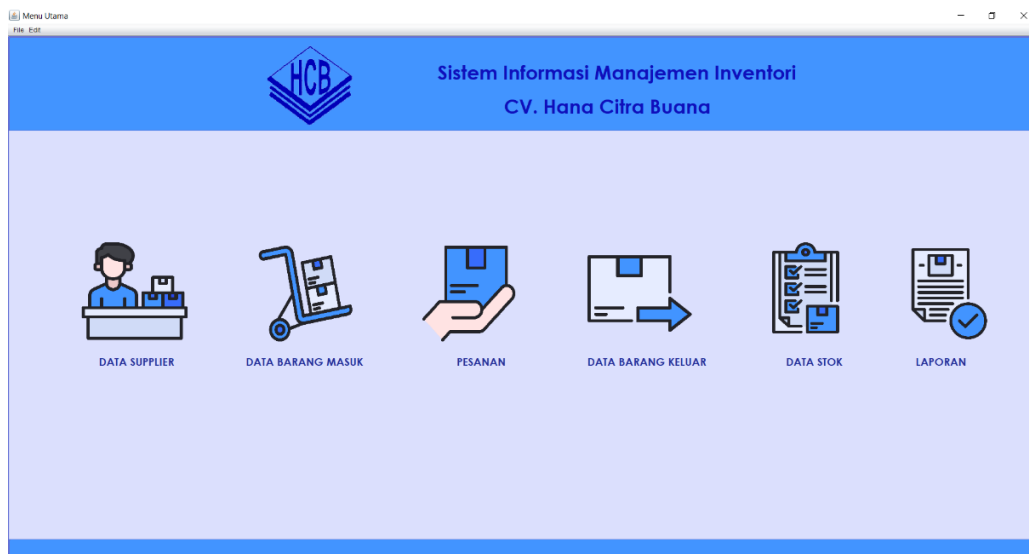 Menu Utama
File Edit
HCB
Sistem Informasi Manajemen Inventori
CV. Hana Citra Buana
DATA SUPPLIER
DATA BARANG MASUK
PESANAN
DATA BARANG KELUAR
DATA STOK
LAPORAN